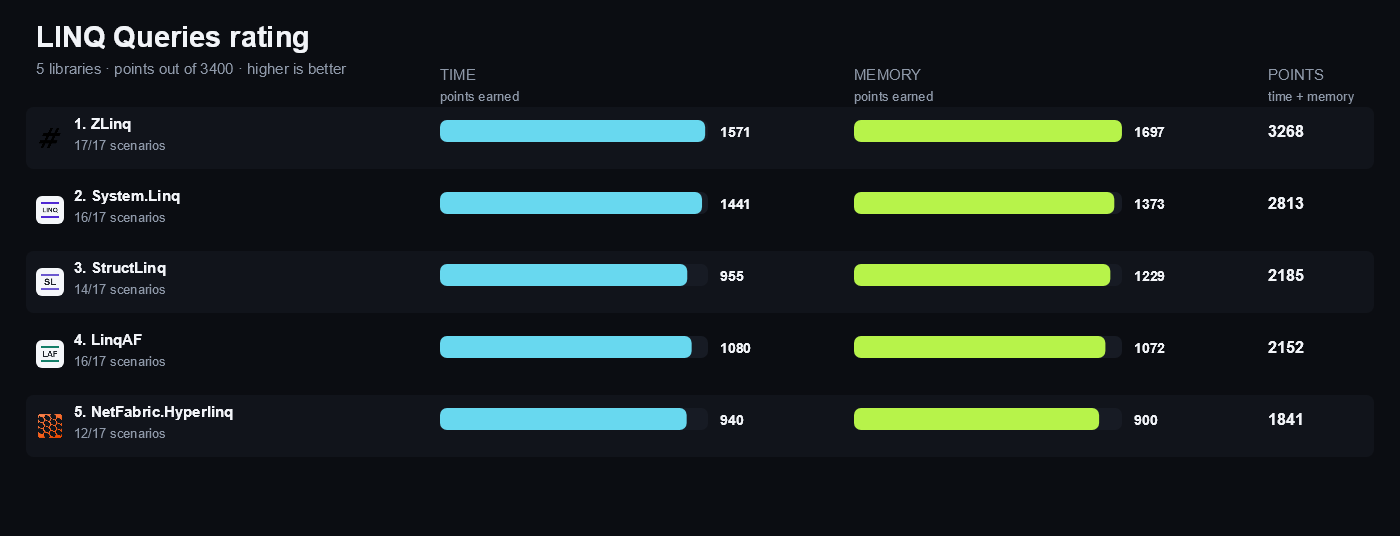 LINQ Queries rating
5 libraries · points out of 3400 · higher is better
TIME MEMORY POINTS
points earned points earned time + memory
1. ZLinq 1571 1697 3268
17/17 scenarios
2. System.Linq 1441 1373 2813
LINQ
16/17 scenarios
3. StructLinq 955 1229 2185
SL
14/17 scenarios
4. LinqAF 1080 1072 2152
LAF
16/17 scenarios
5. NetFabric.Hyperlinq 940 900 1841
12/17 scenarios